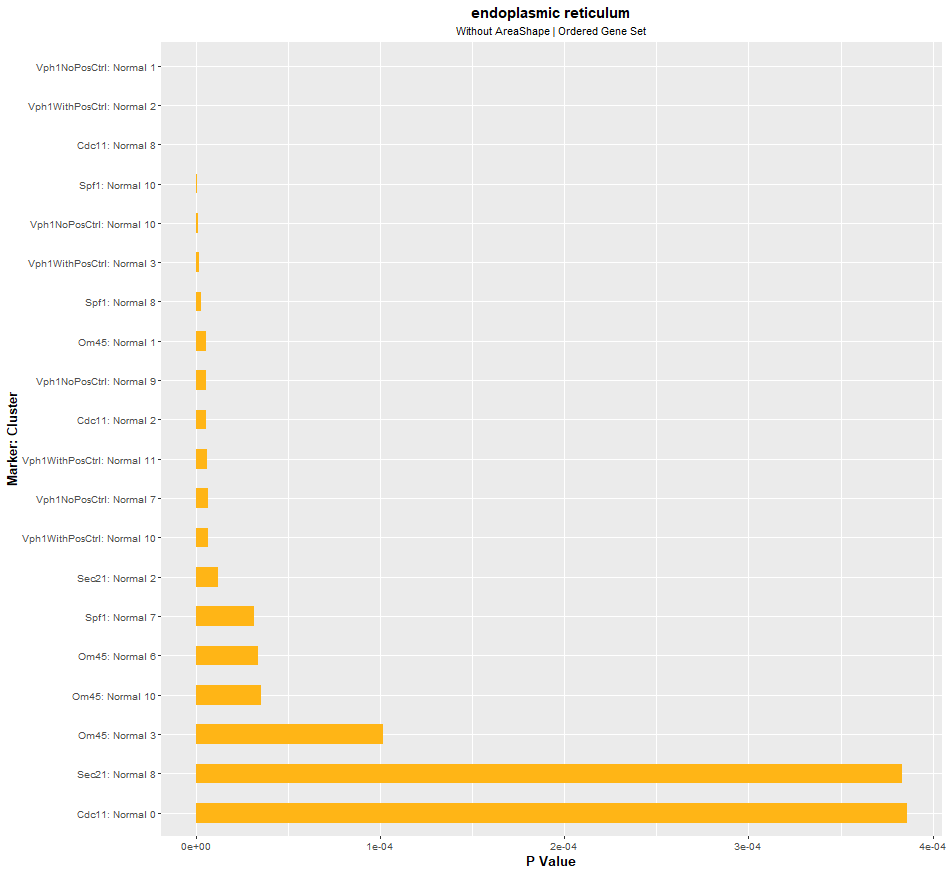 endoplasmic reticulum
Without AreaShape | Ordered Gene Set
Marker: Cluster
Vph1NoPosCtrl: Normal 1
Vph1WithPosCtrl: Normal 2
Cdc11: Normal 8
Spf1: Normal 10
Vph1NoPosCtrl: Normal 10
Vph1WithPosCtrl: Normal 3
Spf1: Normal 8
Om45: Normal 1
Vph1NoPosCtrl: Normal 9
Cdc11: Normal 2
Vph1WithPosCtrl: Normal 11
Vph1NoPosCtrl: Normal 7
Vph1WithPosCtrl: Normal 10
Sec21: Normal 2
Spf1: Normal 7
Om45: Normal 6
Om45: Normal 10
Om45: Normal 3
Sec21: Normal 8
Cdc11: Normal 0
0e+00 1e-04 2e-04 3e-04 4e-04
P Value